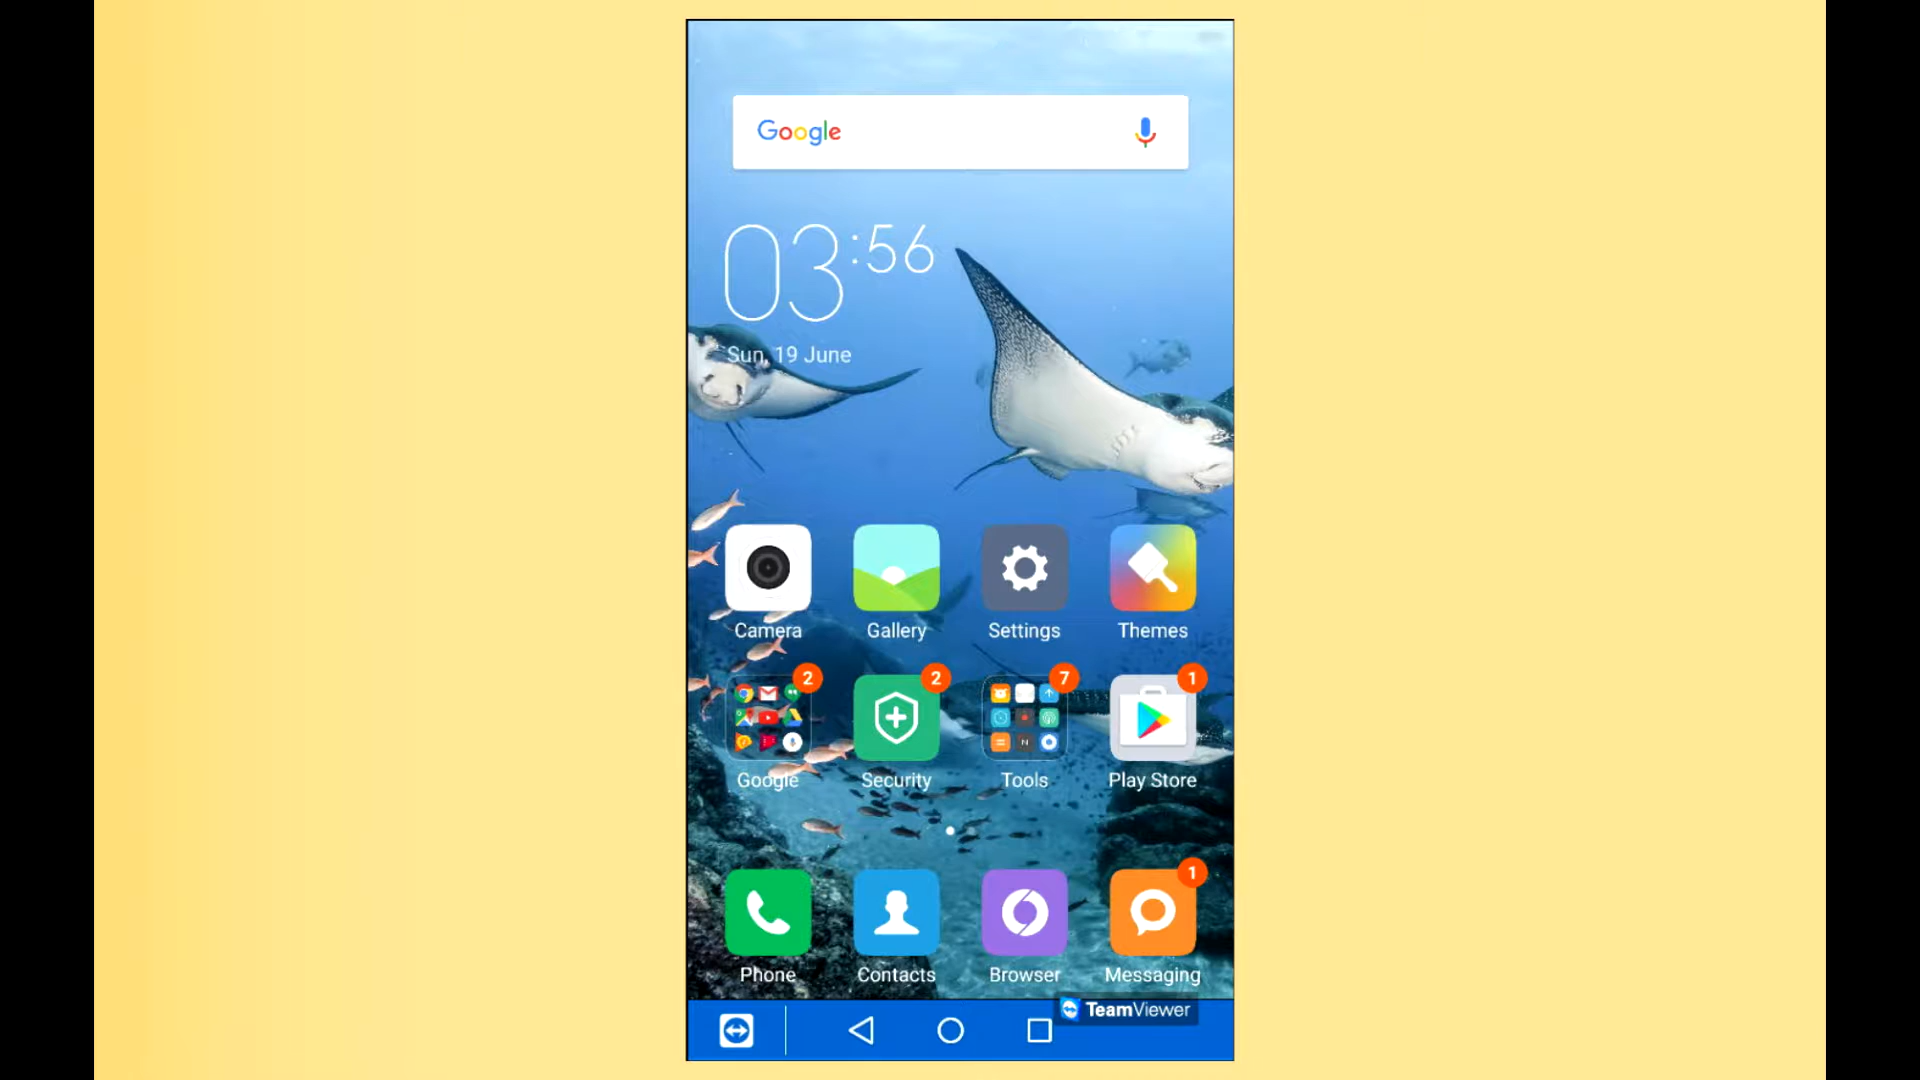 Google
03:56
Sun, 19 June
Camera
Gallery
Settings
Themes
2
2
7
1
Google
Security
Tools
Play Store
1
Phone
Contacts
Browser
Messaging
TeamViewer